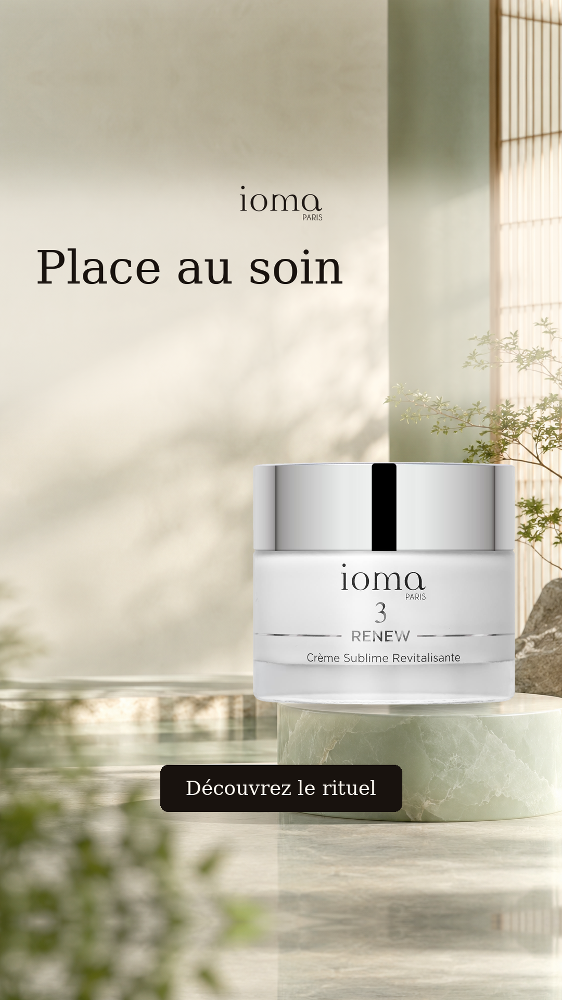 ioma
PARIS
Place au soin
ioma
PARIS
3
RENEW
Crème Sublime Revitalisante
Découvrez le rituel